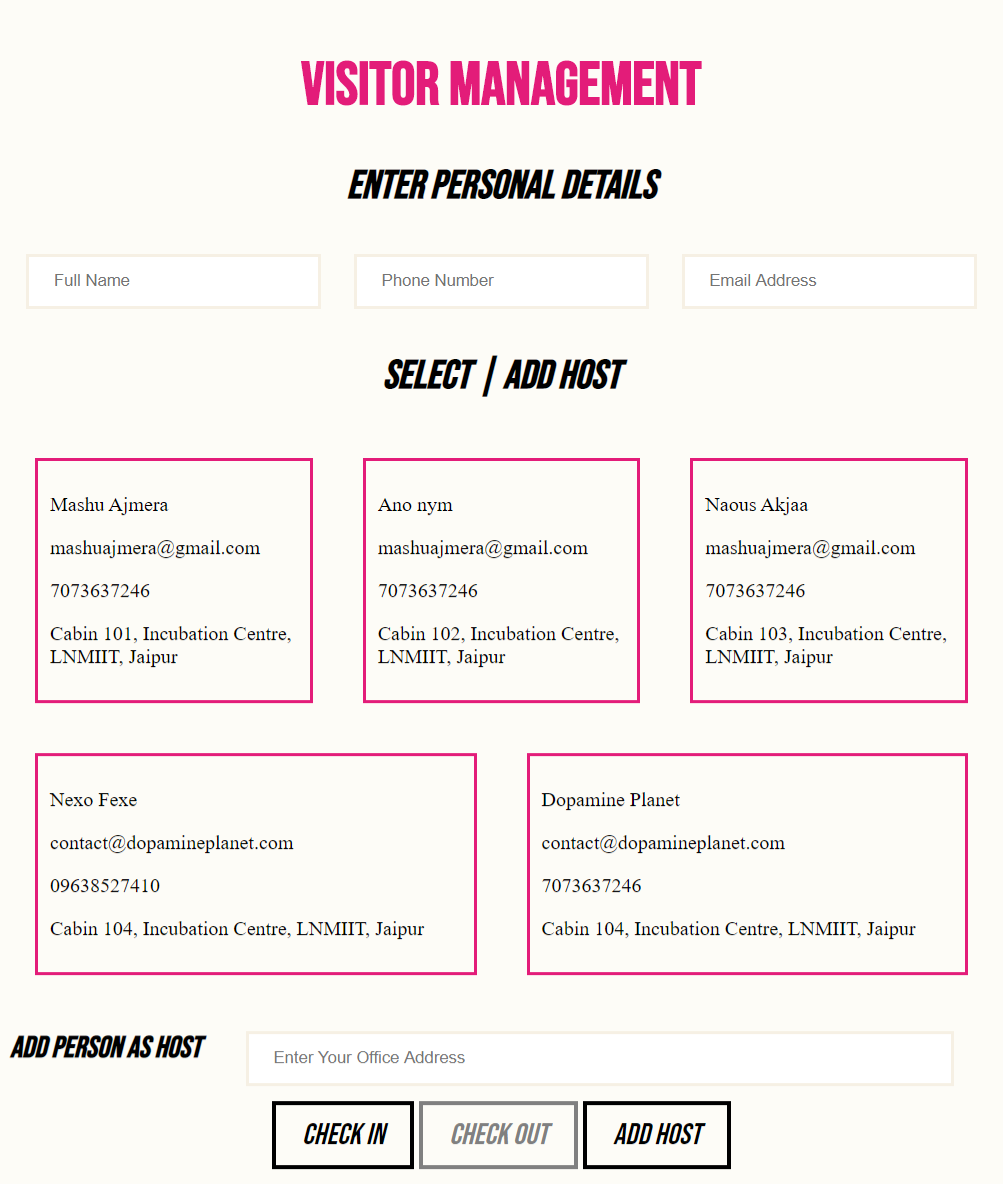 VISITOR MANAGEMENT
ENTER PERSONAL DETAILS
Full Name
Phone Number
Email Address
SELECT | ADD HOST
Mashu Ajmera
mashuajmera@gmail.com
7073637246
Cabin 101, Incubation Centre,
LNMIIT, Jaipur
Ano nym
mashuajmera@gmail.com
7073637246
Cabin 102, Incubation Centre,
LNMIIT, Jaipur
Naous Akjaa
mashuajmera@gmail.com
7073637246
Cabin 103, Incubation Centre,
LNMIIT, Jaipur
Nexo Fexe
contact@dopamineplanet.com
09638527410
Cabin 104, Incubation Centre, LNMIIT, Jaipur
Dopamine Planet
contact@dopamineplanet.com
7073637246
Cabin 104, Incubation Centre, LNMIIT, Jaipur
ADD PERSON AS HOST
Enter Your Office Address
CHECK IN
CHECK OUT
ADD HOST